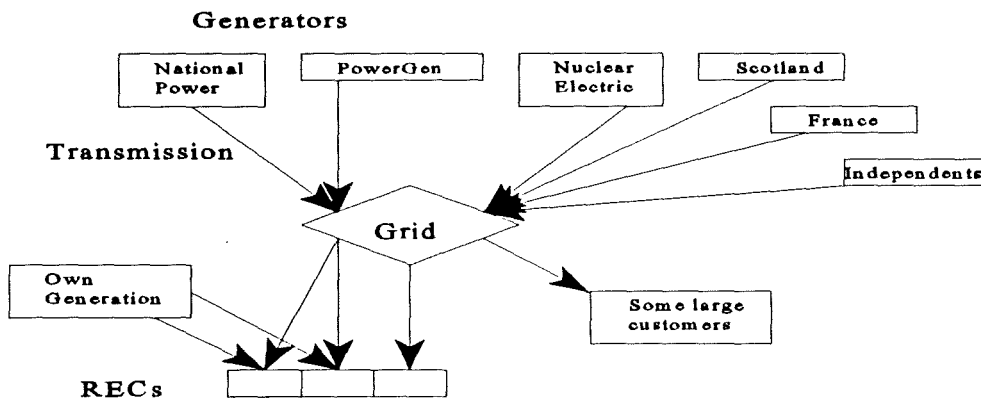 Generators
National
Power
PowerGen
Nuclear
Electric
Scotland
France
Transmission
Independents
Grid
Own
Generation
Some large
customers
RECs